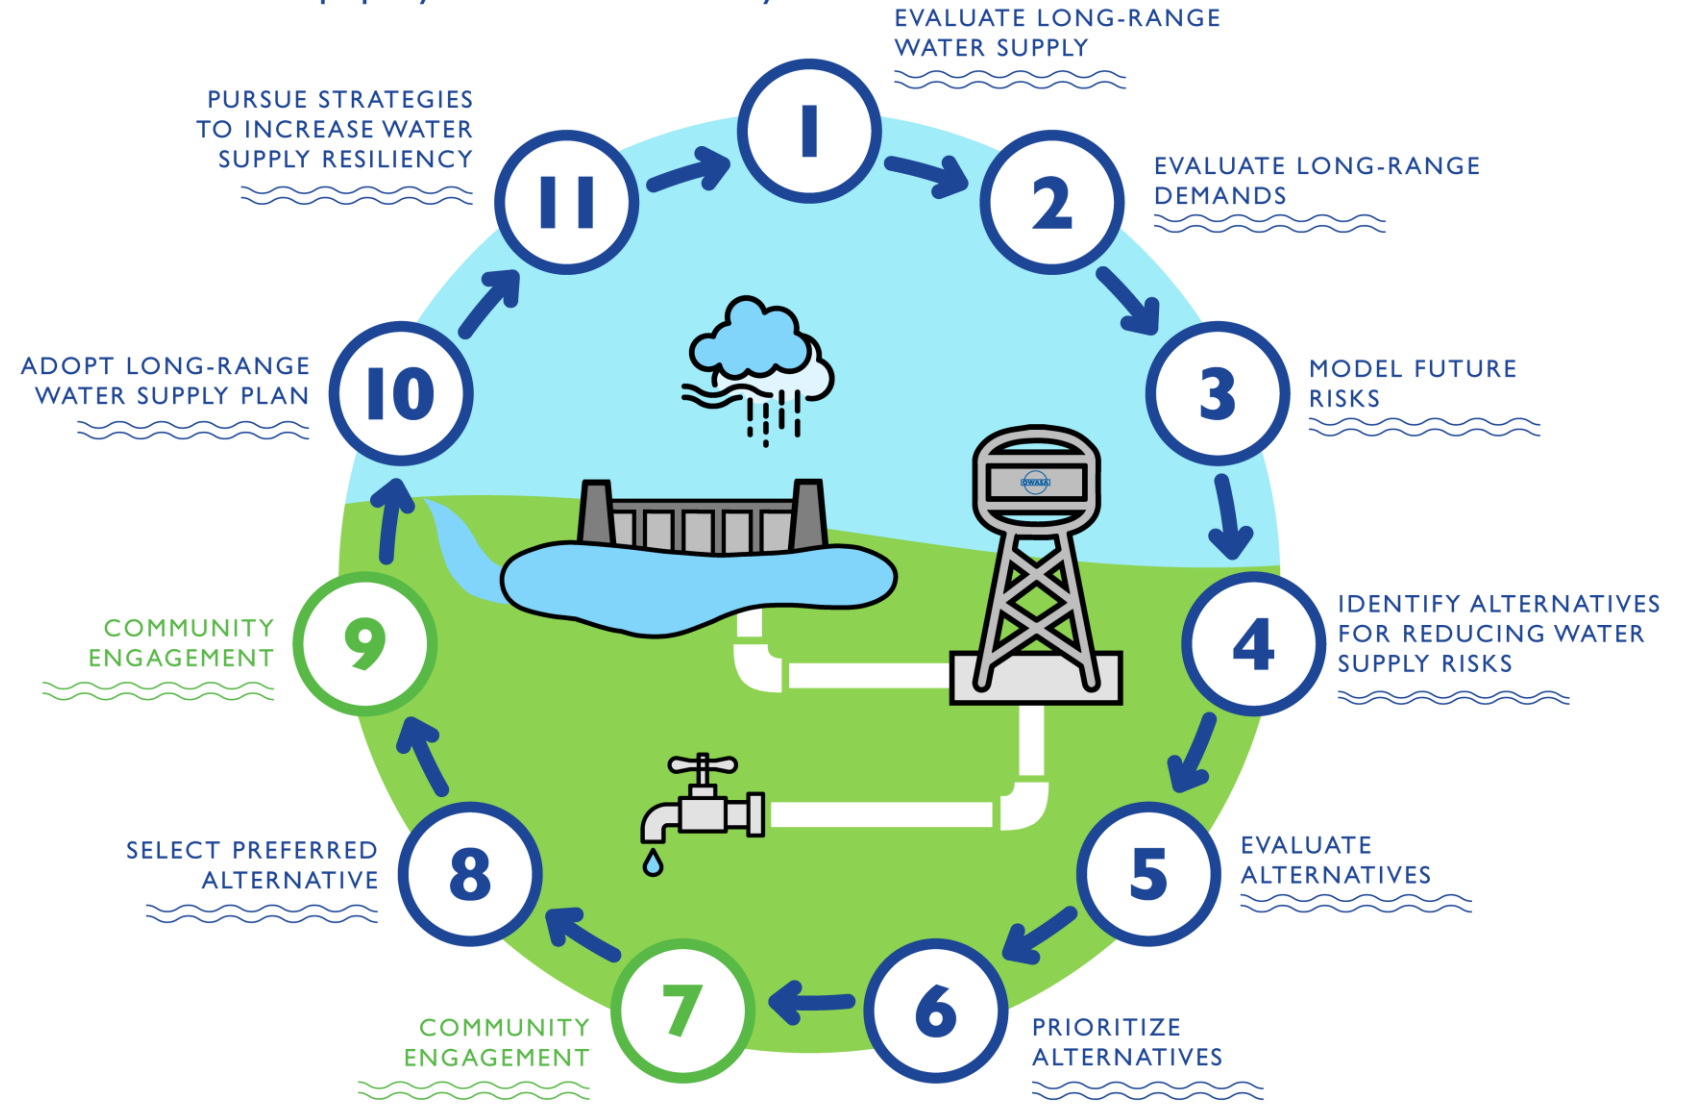 EVALUATE LONG-RANGE
WATER SUPPLY
1
EVALUATE LONG-RANGE
DEMANDS
2
MODEL FUTURE
RISKS
3
IDENTIFY ALTERNATIVES
FOR REDUCING WATER
SUPPLY RISKS
4
EVALUATE
ALTERNATIVES
5
PRIORITIZE
ALTERNATIVES
6
COMMUNITY
ENGAGEMENT
7
SELECT PREFERRED
ALTERNATIVE
8
COMMUNITY
ENGAGEMENT
9
ADOPT LONG-RANGE
WATER SUPPLY PLAN
10
PURSUE STRATEGIES
TO INCREASE WATER
SUPPLY RESILIENCY
11
OWASA